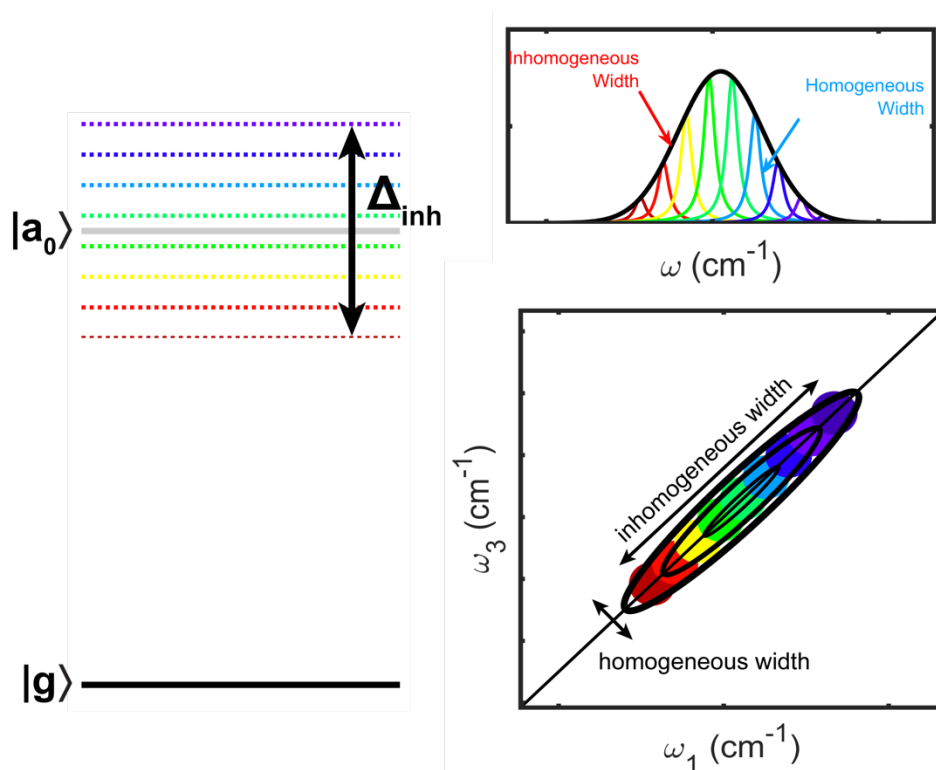 |a₀⟩
Δinh
|g⟩
Inhomogeneous
Width
Homogeneous
Width
ω (cm⁻¹)
ω₃ (cm⁻¹)
inhomogeneous width
homogeneous width
ω₁ (cm⁻¹)